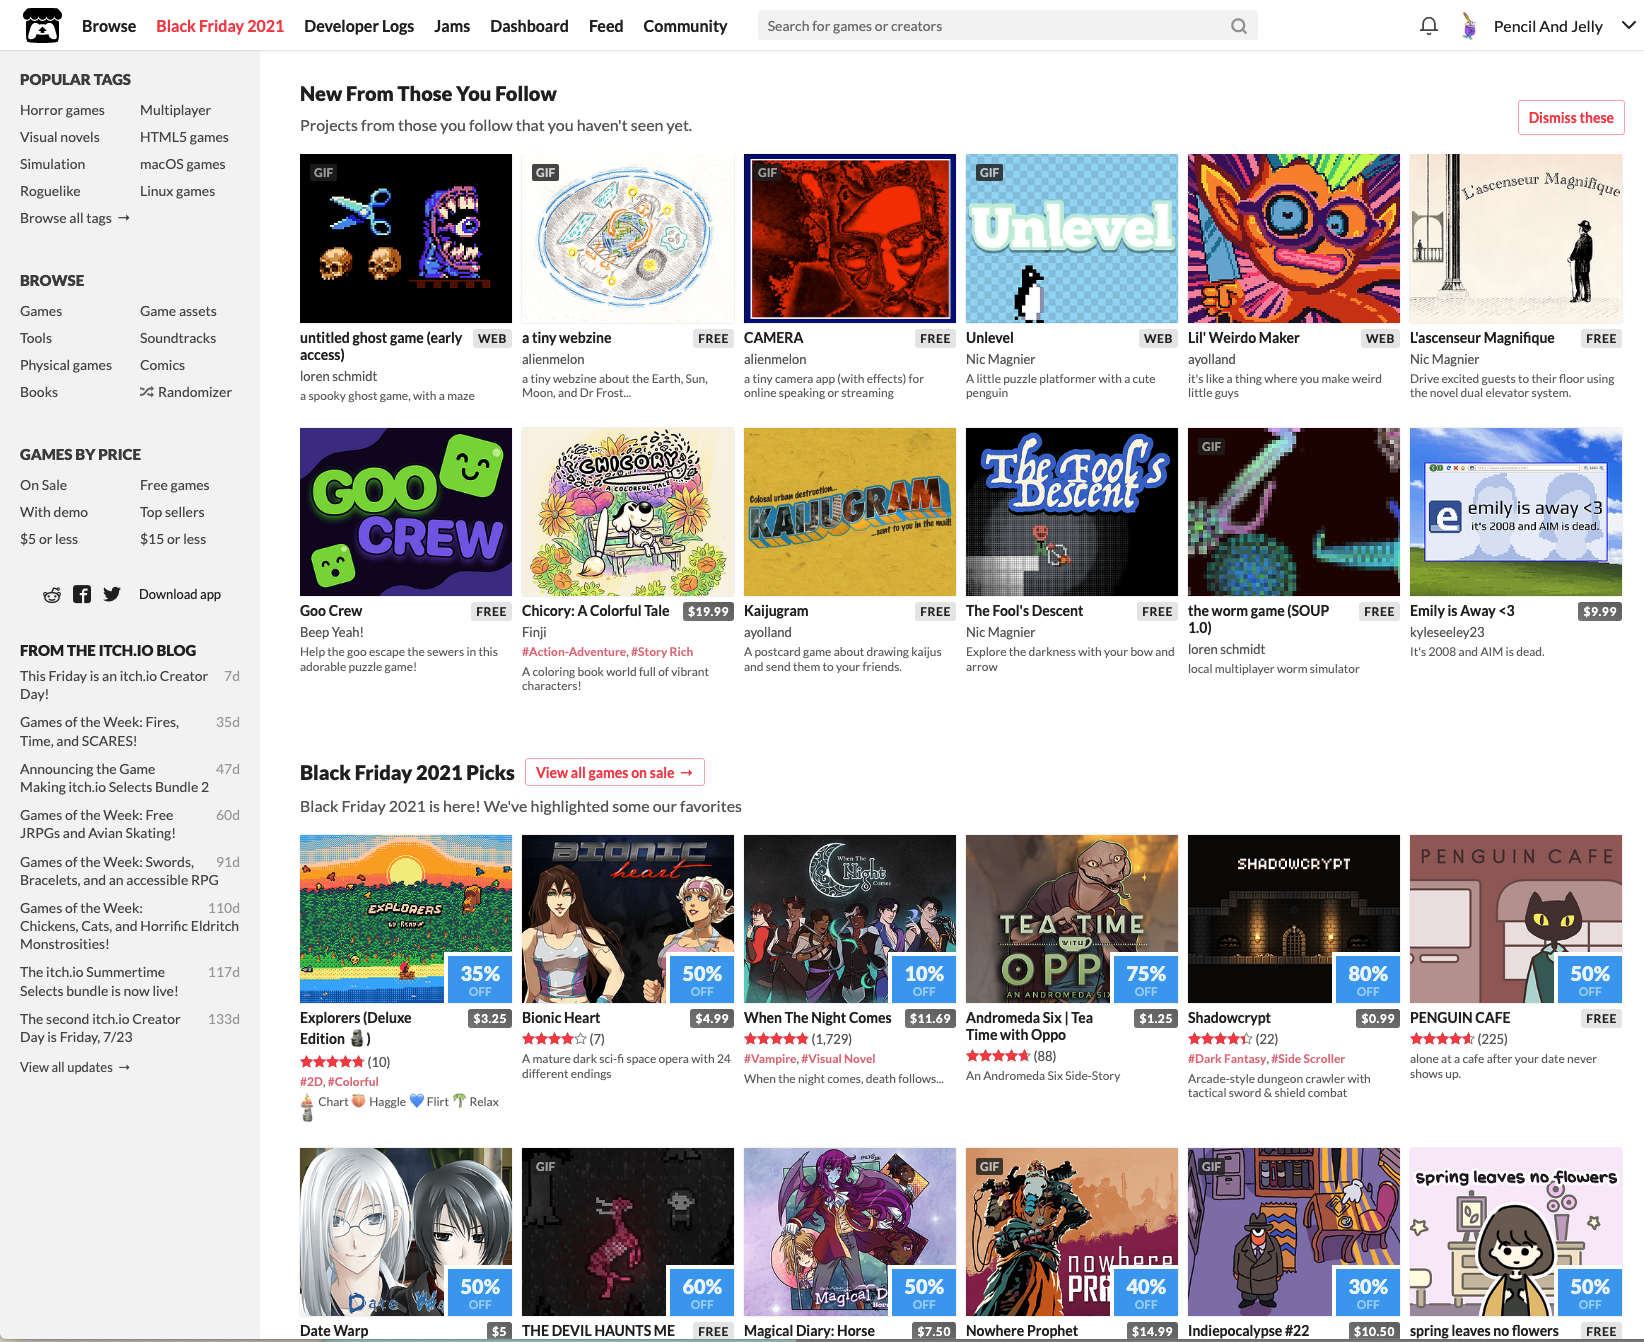 Browse Black Friday 2021 Developer Logs Jams Dashboard Feed Community
Search for games or creators
Pencil And Jelly
POPULAR TAGS
Horror games Multiplayer
Visual novels HTML5 games
Simulation macOS games
Roguelike Linux games
Browse all tags →
BROWSE
Games Game assets
Tools Soundtracks
Physical games Comics
Books Randomizer
GAMES BY PRICE
On Sale Free games
With demo Top sellers
$5 or less $15 or less
Download app
FROM THE ITCH.IO BLOG
This Friday is an itch.io Creator 7d
Day!
Games of the Week: Fires, 35d
Time, and SCARES!
Announcing the Game 47d
Making itch.io Selects Bundle 2
Games of the Week: Free 60d
JRPGs and Avian Skating!
Games of the Week: Swords, 91d
Bracelets, and an accessible RPG
Games of the Week: 110d
Chickens, Cats, and Horrific Eldritch
Monstrosities!
The itch.io Summertime 117d
Selects bundle is now live!
The second itch.io Creator 133d
Day is Friday, 7/23
View all updates →
New From Those You Follow
Projects from those you follow that you haven't seen yet.
Dismiss these
GIF
untitled ghost game (early WEB
access)
loren schmidt
a spooky ghost game, with a maze
GIF
a tiny webzine FREE
alienmelon
a tiny webzine about the Earth, Sun,
Moon, and Dr Frost...
GIF
CAMERA FREE
alienmelon
a tiny camera app (with effects) for
online speaking or streaming
GIF
Unlevel
Unlevel WEB
Nic Magnier
A little puzzle platformer with a cute
penguin
Lil' Weirdo Maker WEB
ayolland
it's like a thing where you make weird
little guys
L'ascenseur Magnifique
L'ascenseur Magnifique FREE
Nic Magnier
Drive excited guests to their floor using
the novel dual elevator system.
GOO
CREW
Goo Crew FREE
Beep Yeah!
Help the goo escape the sewers in this
adorable puzzle game!
CHICORY
A COLORFUL TALE
Chicory: A Colorful Tale $19.99
Finji
#Action-Adventure, #Story Rich
A coloring book world full of vibrant
characters!
Colosal urban destruction...
KAIJUGRAM
...sent to you in the mail!
Kaijugram FREE
ayolland
A postcard game about drawing kaijus
and send them to your friends.
The Fool's
Descent
The Fool's Descent FREE
Nic Magnier
Explore the darkness with your bow and
arrow
GIF
the worm game (SOUP FREE
1.0)
loren schmidt
local multiplayer worm simulator
emily is away <3
it's 2008 and AIM is dead.
Emily is Away <3 $9.99
kyleseeley23
It's 2008 and AIM is dead.
Black Friday 2021 Picks View all games on sale →
Black Friday 2021 is here! We've highlighted some our favorites
EXPLORERS
35%
OFF
Explorers (Deluxe $3.25
Edition 🗿 )
(10)
#2D, #Colorful
⛵ Chart 🍑 Haggle 💙 Flirt 🌴 Relax
🗿
BIONIC
heart
50%
OFF
Bionic Heart $4.99
(7)
A mature dark sci-fi space opera with 24
different endings
When The
Night
Comes
10%
OFF
When The Night Comes $11.69
(1,729)
#Vampire, #Visual Novel
When the night comes, death follows...
TEA TIME
WITH
OPP
AN ANDROMEDA SIX
75%
OFF
Andromeda Six | Tea $1.25
Time with Oppo
(88)
An Andromeda Six Side-Story
SHADOWCRYPT
80%
OFF
Shadowcrypt $0.99
(22)
#Dark Fantasy, #Side Scroller
Arcade-style dungeon crawler with
tactical sword & shield combat
PENGUIN CAFE
50%
OFF
PENGUIN CAFE FREE
(225)
alone at a cafe after your date never
shows up.
Date Wa
50%
OFF
Date Warp $5
GIF
60%
OFF
THE DEVIL HAUNTS ME FREE
Magical D
50%
OFF
Magical Diary: Horse $7.50
GIF
nowhere
PR
40%
OFF
Nowhere Prophet $14.99
GIF
30%
OFF
Indiepocalypse #22 $10.50
spring leaves no flowers
50%
OFF
spring leaves no flowers FREE